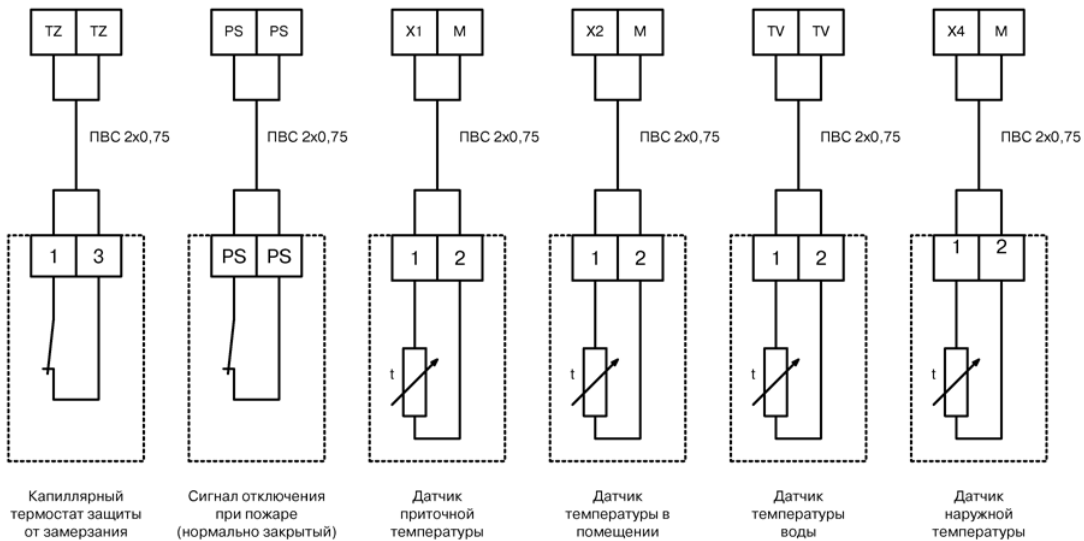 TZ TZ PS PS X1 M X2 M TV TV X4 M
ПВС 2x0,75 ПВС 2x0,75 ПВС 2x0,75 ПВС 2x0,75 ПВС 2x0,75 ПВС 2x0,75
1 3 PS PS 1 2 1 2 1 2 1 2
t t t t
Капиллярный
термостат защиты
от замерзания
Сигнал отключения
при пожаре
(нормально закрытый)
Датчик
приточной
температуры
Датчик
температуры в
помещении
Датчик
температуры
воды
Датчик
наружной
температуры